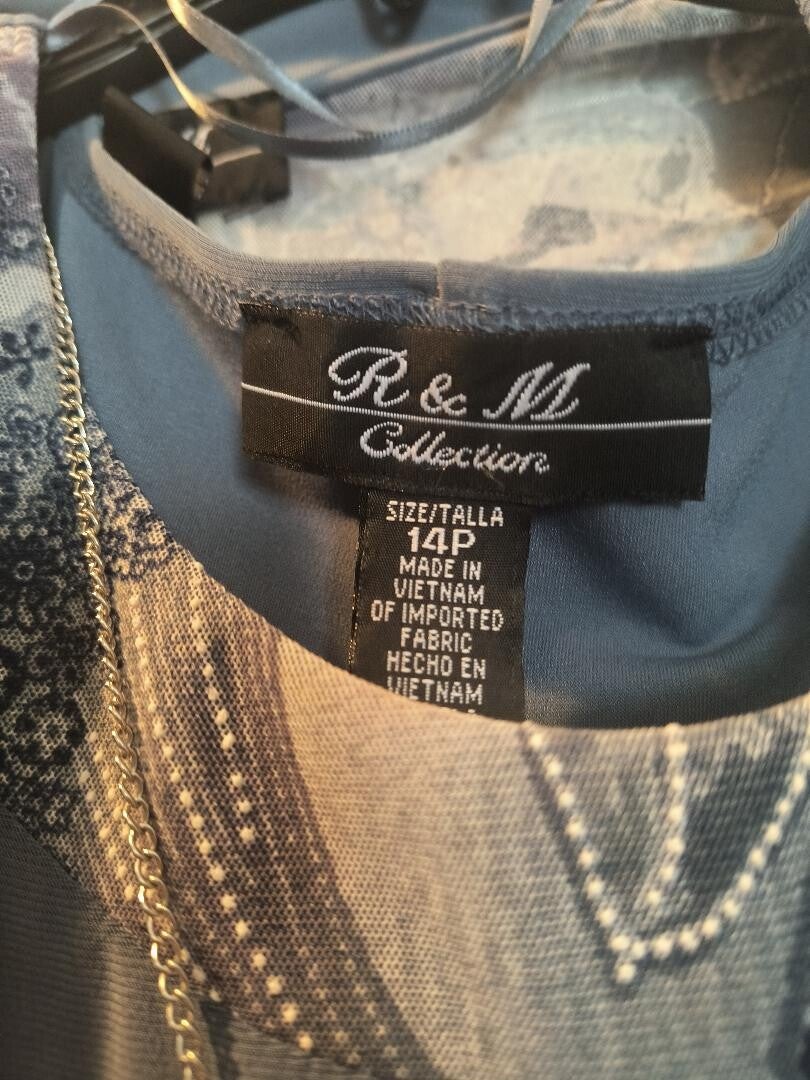 R & M
Collection
SIZE/TALLA
14P
MADE IN
VIETNAM
OF IMPORTED
FABRIC
HECHO EN
VIETNAM